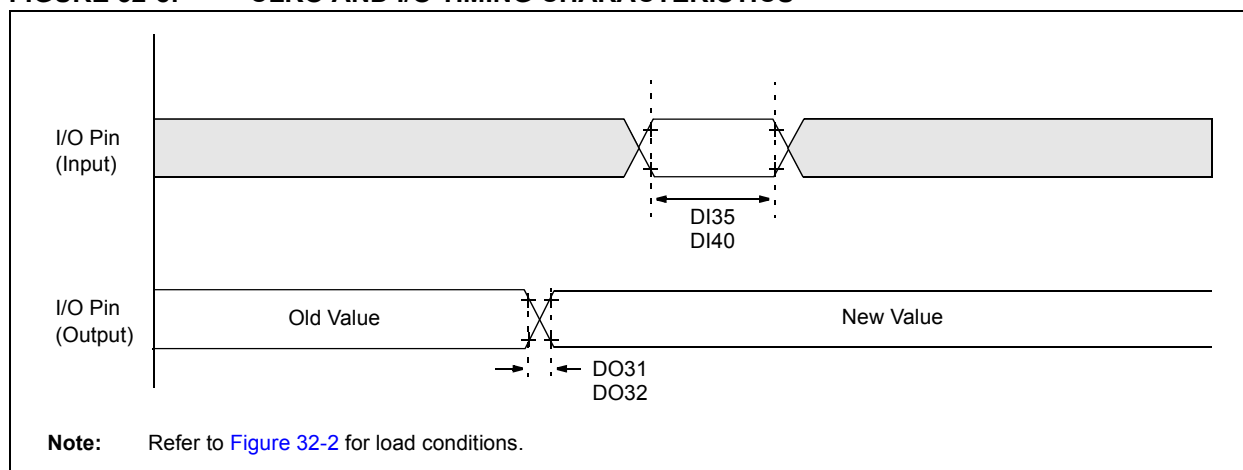 I/O Pin
(Input)
DI35
DI40
I/O Pin
(Output)
Old Value
New Value
DO31
DO32
Note: Refer to Figure 32-2 for load conditions.